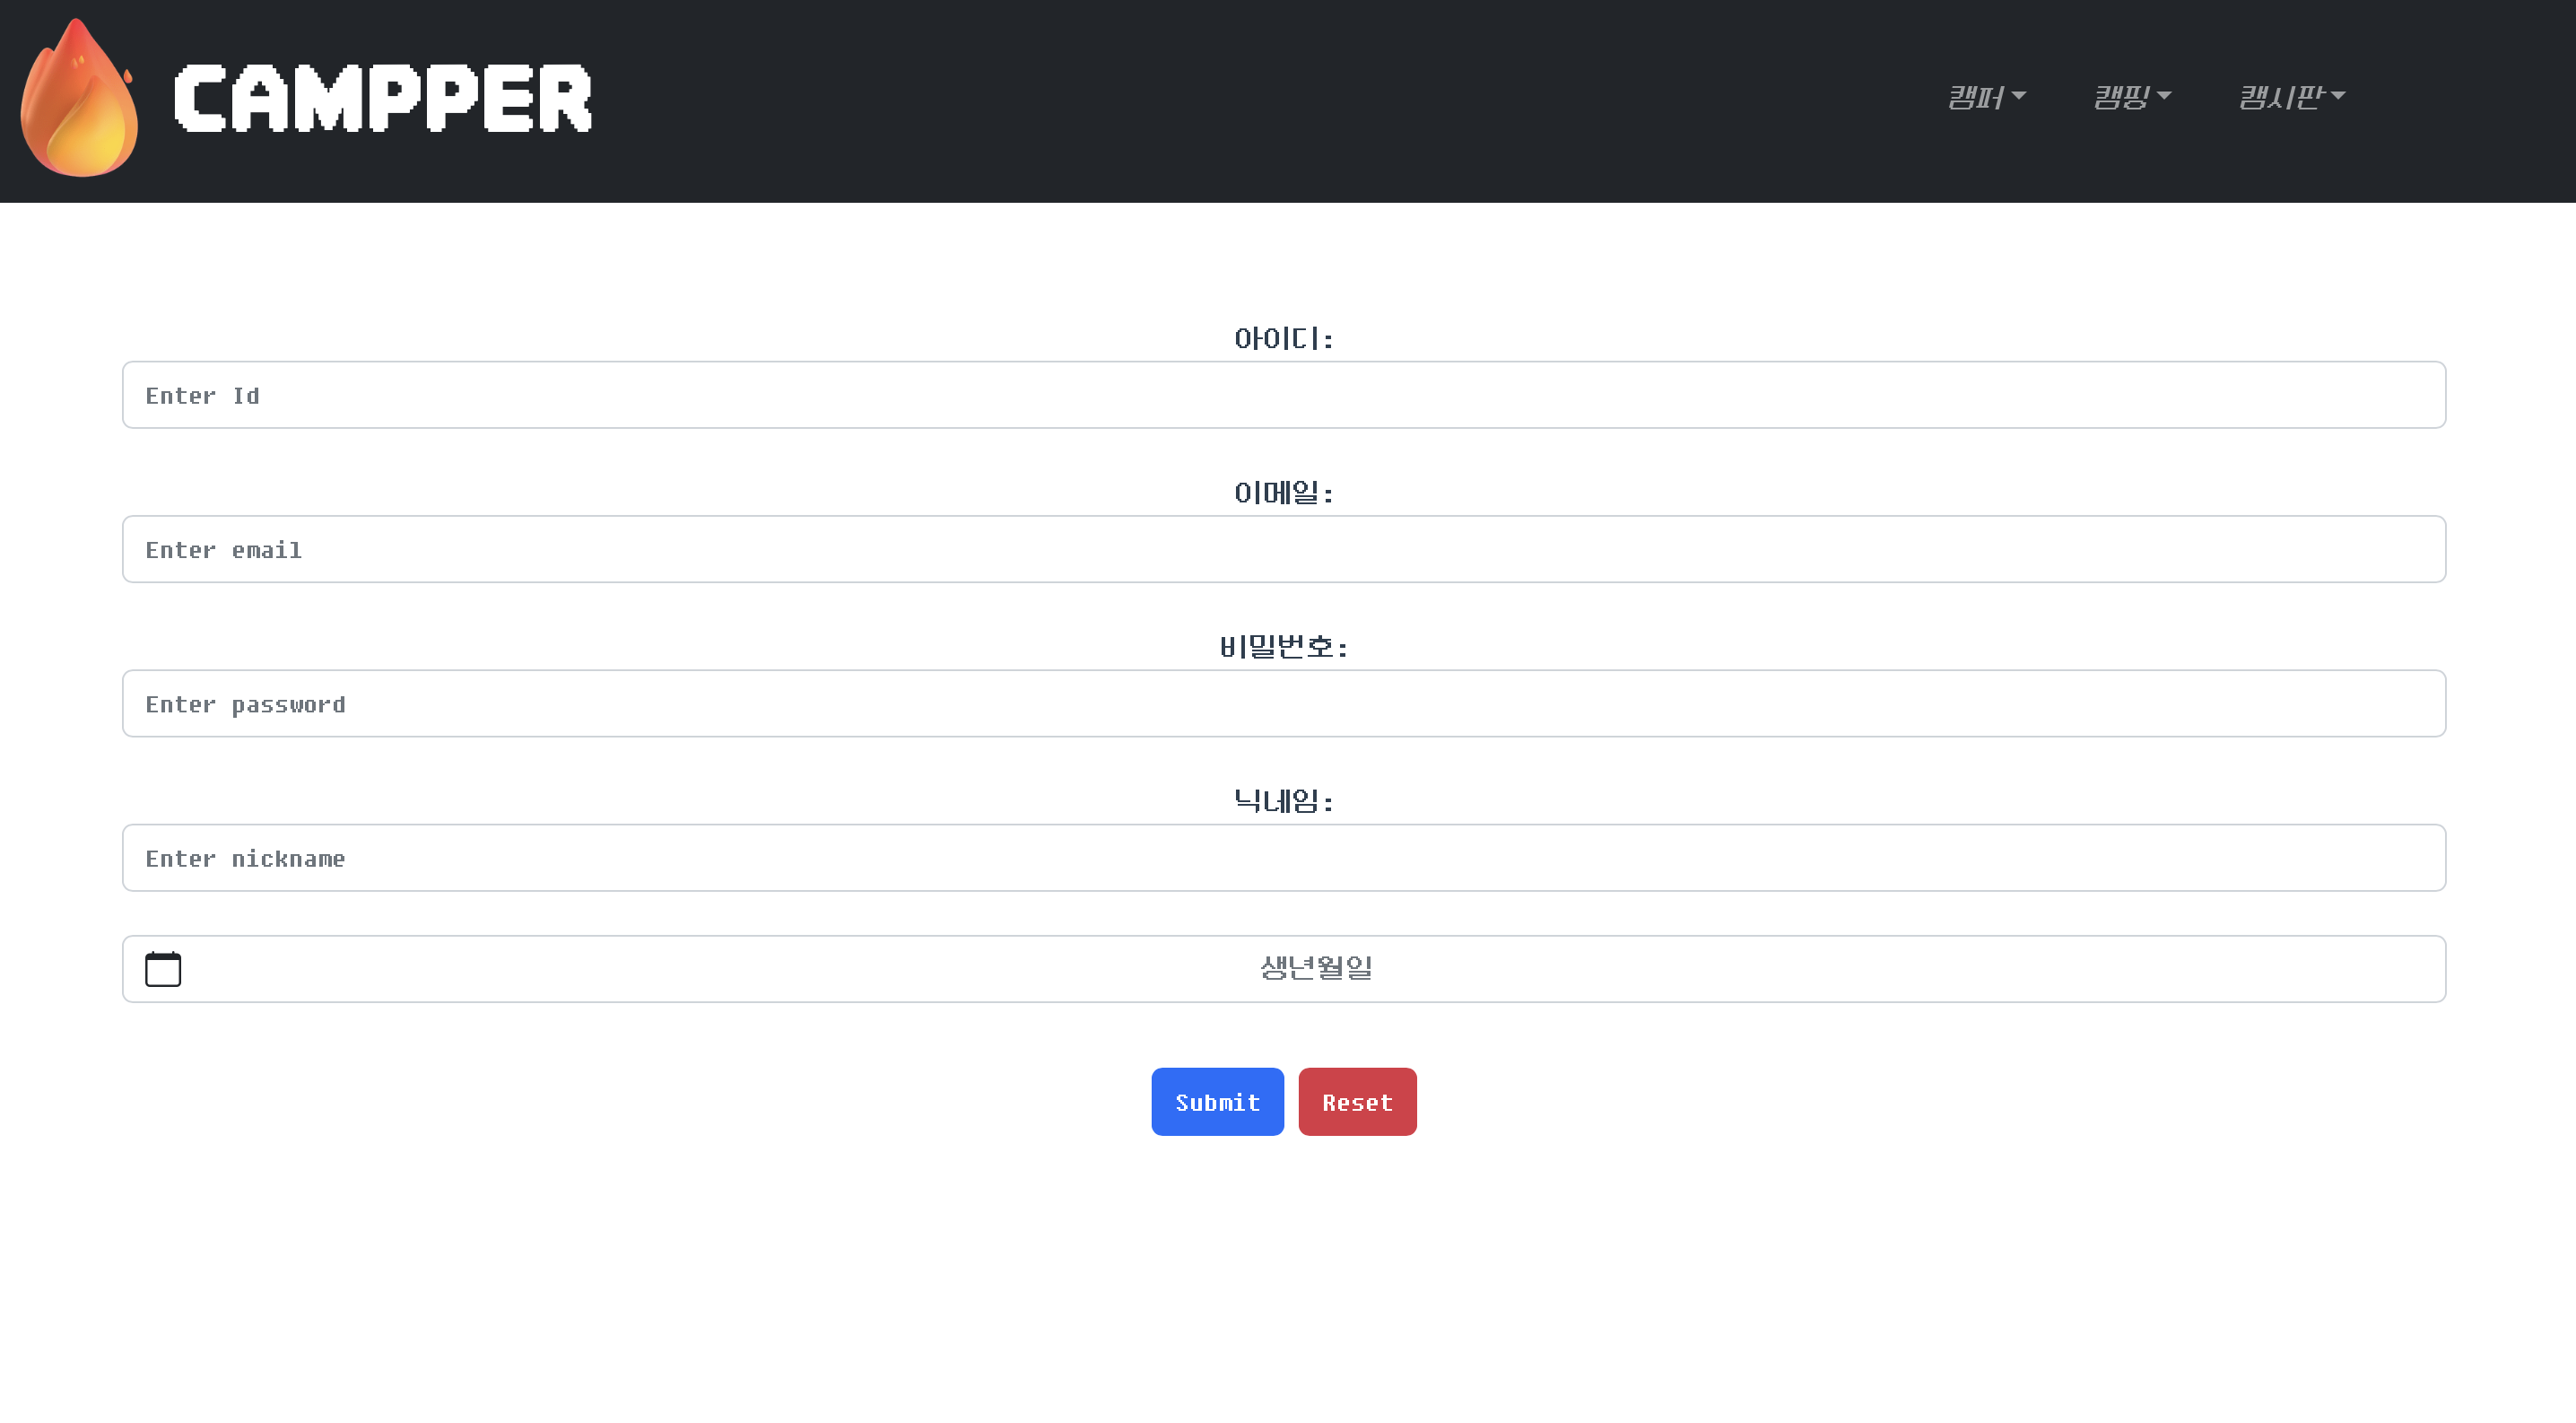 CAMPPER
캠퍼 캠핑 캠시판
아이디:
Enter Id
이메일:
Enter email
비밀번호:
Enter password
닉네임:
Enter nickname
생년월일
Submit Reset